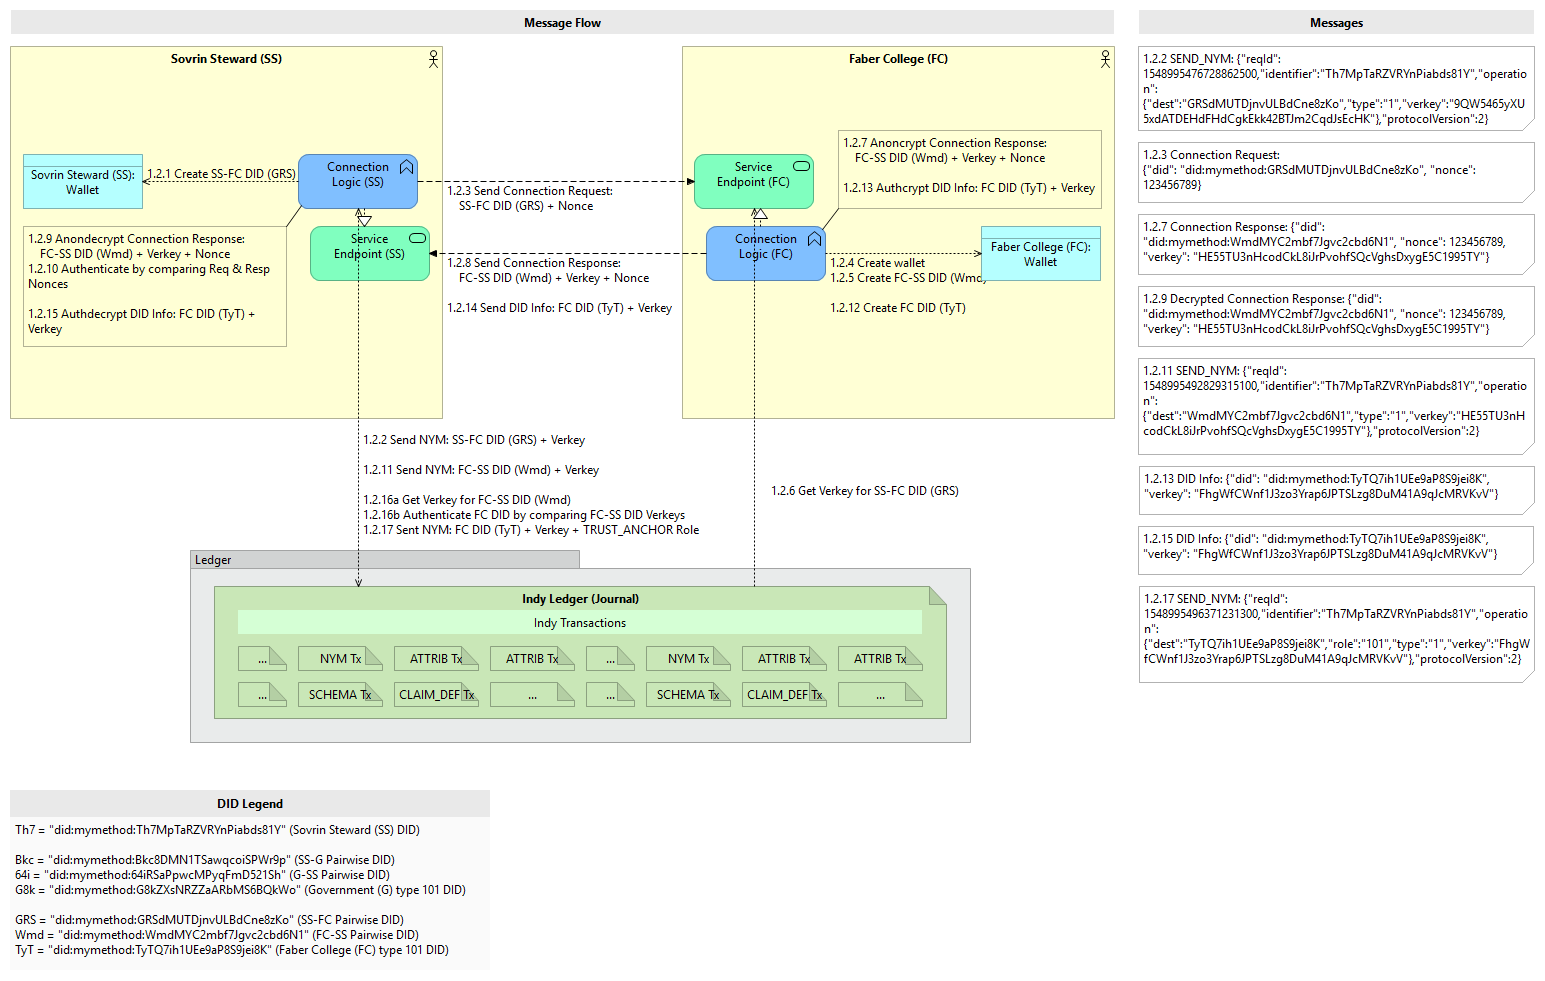 Message Flow
Sovrin Steward (SS)
Sovrin Steward (SS):
Wallet
1.2.1 Create SS-FC DID (GRS)
Connection
Logic (SS)
Service
Endpoint (SS)
1.2.9 Anondecrypt Connection Response:
FC-SS DID (Wmd) + Verkey + Nonce
1.2.10 Authenticate by comparing Req & Resp
Nonces
1.2.15 Authdecrypt DID Info: FC DID (TyT) +
Verkey
1.2.3 Send Connection Request:
SS-FC DID (GRS) + Nonce
1.2.8 Send Connection Response:
FC-SS DID (Wmd) + Verkey + Nonce
1.2.14 Send DID Info: FC DID (TyT) + Verkey
Faber College (FC)
Service
Endpoint (FC)
1.2.7 Anoncrypt Connection Response:
FC-SS DID (Wmd) + Verkey + Nonce
1.2.13 Authcrypt DID Info: FC DID (TyT) + Verkey
Connection
Logic (FC)
Faber College (FC):
Wallet
1.2.4 Create wallet
1.2.5 Create FC-SS DID (Wmd)
1.2.12 Create FC DID (TyT)
1.2.2 Send NYM: SS-FC DID (GRS) + Verkey
1.2.11 Send NYM: FC-SS DID (Wmd) + Verkey
1.2.16a Get Verkey for FC-SS DID (Wmd)
1.2.16b Authenticate FC DID by comparing FC-SS DID Verkeys
1.2.17 Sent NYM: FC DID (TyT) + Verkey + TRUST_ANCHOR Role
1.2.6 Get Verkey for SS-FC DID (GRS)
Ledger
Indy Ledger (Journal)
Indy Transactions
... NYM Tx ATTRIB Tx ATTRIB Tx ... NYM Tx ATTRIB Tx ATTRIB Tx
... SCHEMA Tx CLAIM_DEF Tx ... ... SCHEMA Tx CLAIM_DEF Tx ...
DID Legend
Th7 = "did:mymethod:Th7MpTaRZVRYnPiabds81Y" (Sovrin Steward (SS) DID)
Bkc = "did:mymethod:Bkc8DMN1TSawqcoiSPWr9p" (SS-G Pairwise DID)
64i = "did:mymethod:64iRSaPpwcMPyqFmD521Sh" (G-SS Pairwise DID)
G8k = "did:mymethod:G8kZXsNRZZaARbMS6BQkWo" (Government (G) type 101 DID)
GRS = "did:mymethod:GRSdMUTDjnvULBdCne8zKo" (SS-FC Pairwise DID)
Wmd = "did:mymethod:WmdMYC2mbf7Jgvc2cbd6N1" (FC-SS Pairwise DID)
TyT = "did:mymethod:TyTQ7ih1UEe9aP8S9jei8K" (Faber College (FC) type 101 DID)
Messages
1.2.2 SEND_NYM: {"reqId":
1548995476728862500,"identifier":"Th7MpTaRZVRYnPiabds81Y","operatio
n":
{"dest":"GRSdMUTDjnvULBdCne8zKo","type":"1","verkey":"9QW5465yXU
5xdATDEHdFHdCgkEkk42BTJm2CqdJsEcHK"},"protocolVersion":2}
1.2.3 Connection Request:
{"did": "did:mymethod:GRSdMUTDjnvULBdCne8zKo", "nonce":
123456789}
1.2.7 Connection Response: {"did":
"did:mymethod:WmdMYC2mbf7Jgvc2cbd6N1", "nonce": 123456789,
"verkey": "HE55TU3nHcodCkL8iJrPvohfSQcVghsDxygE5C1995TY"}
1.2.9 Decrypted Connection Response: {"did":
"did:mymethod:WmdMYC2mbf7Jgvc2cbd6N1", "nonce": 123456789,
"verkey": "HE55TU3nHcodCkL8iJrPvohfSQcVghsDxygE5C1995TY"}
1.2.11 SEND_NYM: {"reqId":
1548995492829315100,"identifier":"Th7MpTaRZVRYnPiabds81Y","operatio
n":
{"dest":"WmdMYC2mbf7Jgvc2cbd6N1","type":"1","verkey":"HE55TU3nH
codCkL8iJrPvohfSQcVghsDxygE5C1995TY"},"protocolVersion":2}
1.2.13 DID Info: {"did": "did:mymethod:TyTQ7ih1UEe9aP8S9jei8K",
"verkey": "FhgWfCWnf1J3zo3Yrap6JPTSLzg8DuM41A9qJcMRVKvV"}
1.2.15 DID Info: {"did": "did:mymethod:TyTQ7ih1UEe9aP8S9jei8K",
"verkey": "FhgWfCWnf1J3zo3Yrap6JPTSLzg8DuM41A9qJcMRVKvV"}
1.2.17 SEND_NYM: {"reqId":
1548995496371231300,"identifier":"Th7MpTaRZVRYnPiabds81Y","operatio
n":
{"dest":"TyTQ7ih1UEe9aP8S9jei8K","role":"101","type":"1","verkey":"FhgW
fCWnf1J3zo3Yrap6JPTSLzg8DuM41A9qJcMRVKvV"},"protocolVersion":2}